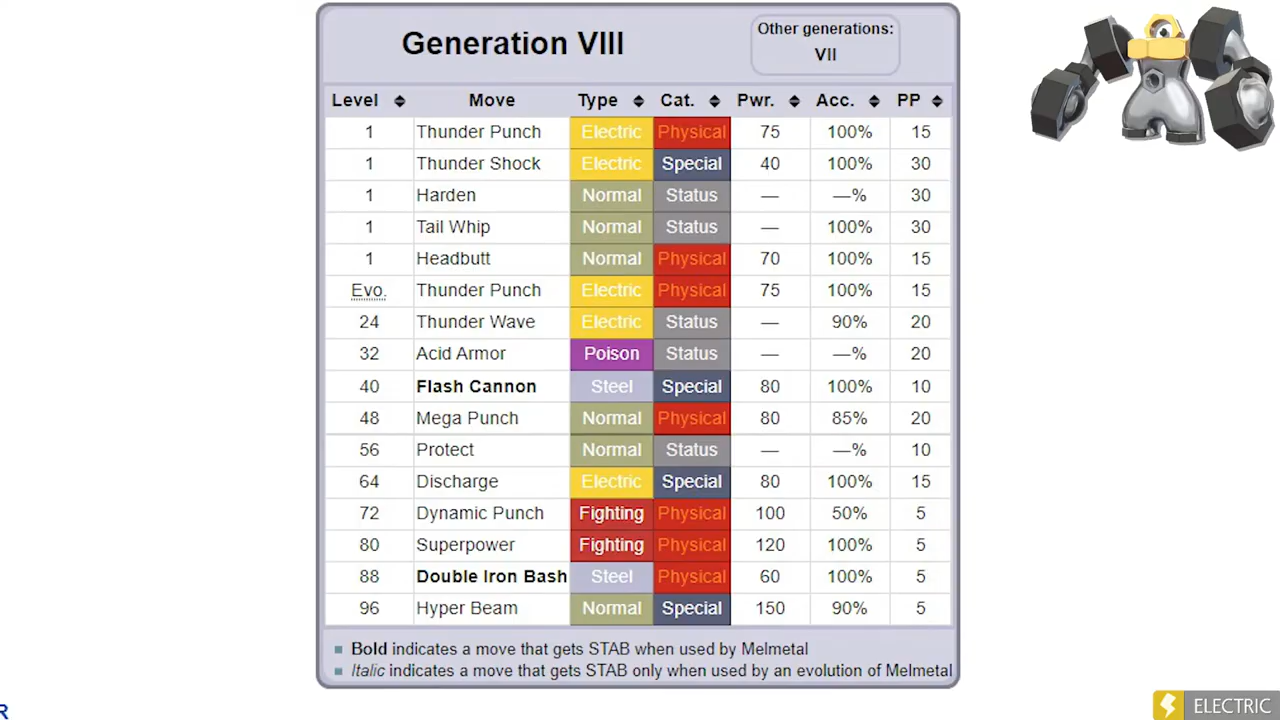 Generation VIII
Other generations:
VII
Level Move Type Cat. Pwr. Acc. PP
1 Thunder Punch Electric Physical 75 100% 15
1 Thunder Shock Electric Special 40 100% 30
1 Harden Normal Status — —% 30
1 Tail Whip Normal Status — 100% 30
1 Headbutt Normal Physical 70 100% 15
Evo. Thunder Punch Electric Physical 75 100% 15
24 Thunder Wave Electric Status — 90% 20
32 Acid Armor Poison Status — —% 20
40 Flash Cannon Steel Special 80 100% 10
48 Mega Punch Normal Physical 80 85% 20
56 Protect Normal Status — —% 10
64 Discharge Electric Special 80 100% 15
72 Dynamic Punch Fighting Physical 100 50% 5
80 Superpower Fighting Physical 120 100% 5
88 Double Iron Bash Steel Physical 60 100% 5
96 Hyper Beam Normal Special 150 90% 5
Bold indicates a move that gets STAB when used by Melmetal
Italic indicates a move that gets STAB only when used by an evolution of Melmetal
R
ELECTRIC